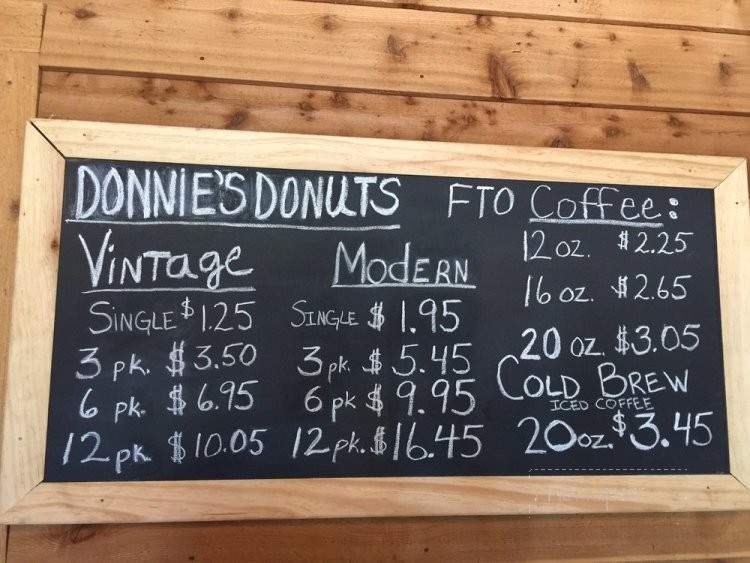 DONNIE'S DONUTS
Vintage
SINGLE $1.25
3 pk. $3.50
6 pk. $6.95
12 pk. $10.05
Modern
SINGLE $1.95
3 pk. $5.45
6 pk $9.95
12 pk. $16.45
FTO Coffee:
12 oz. $2.25
16 oz. $2.65
20 oz. $3.05
COLD BREW
ICED COFFEE
20oz. $3.45